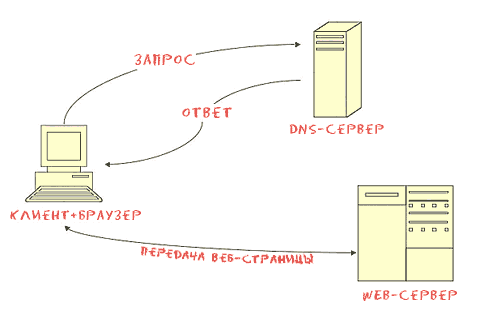 ЗАПРОС
ОТВЕТ
DNS-СЕРВЕР
КЛИЕНТ+БРАУЗЕР
ПЕРЕДАЧА ВЕБ-СТРАНИЦЫ
WEB-СЕРВЕР